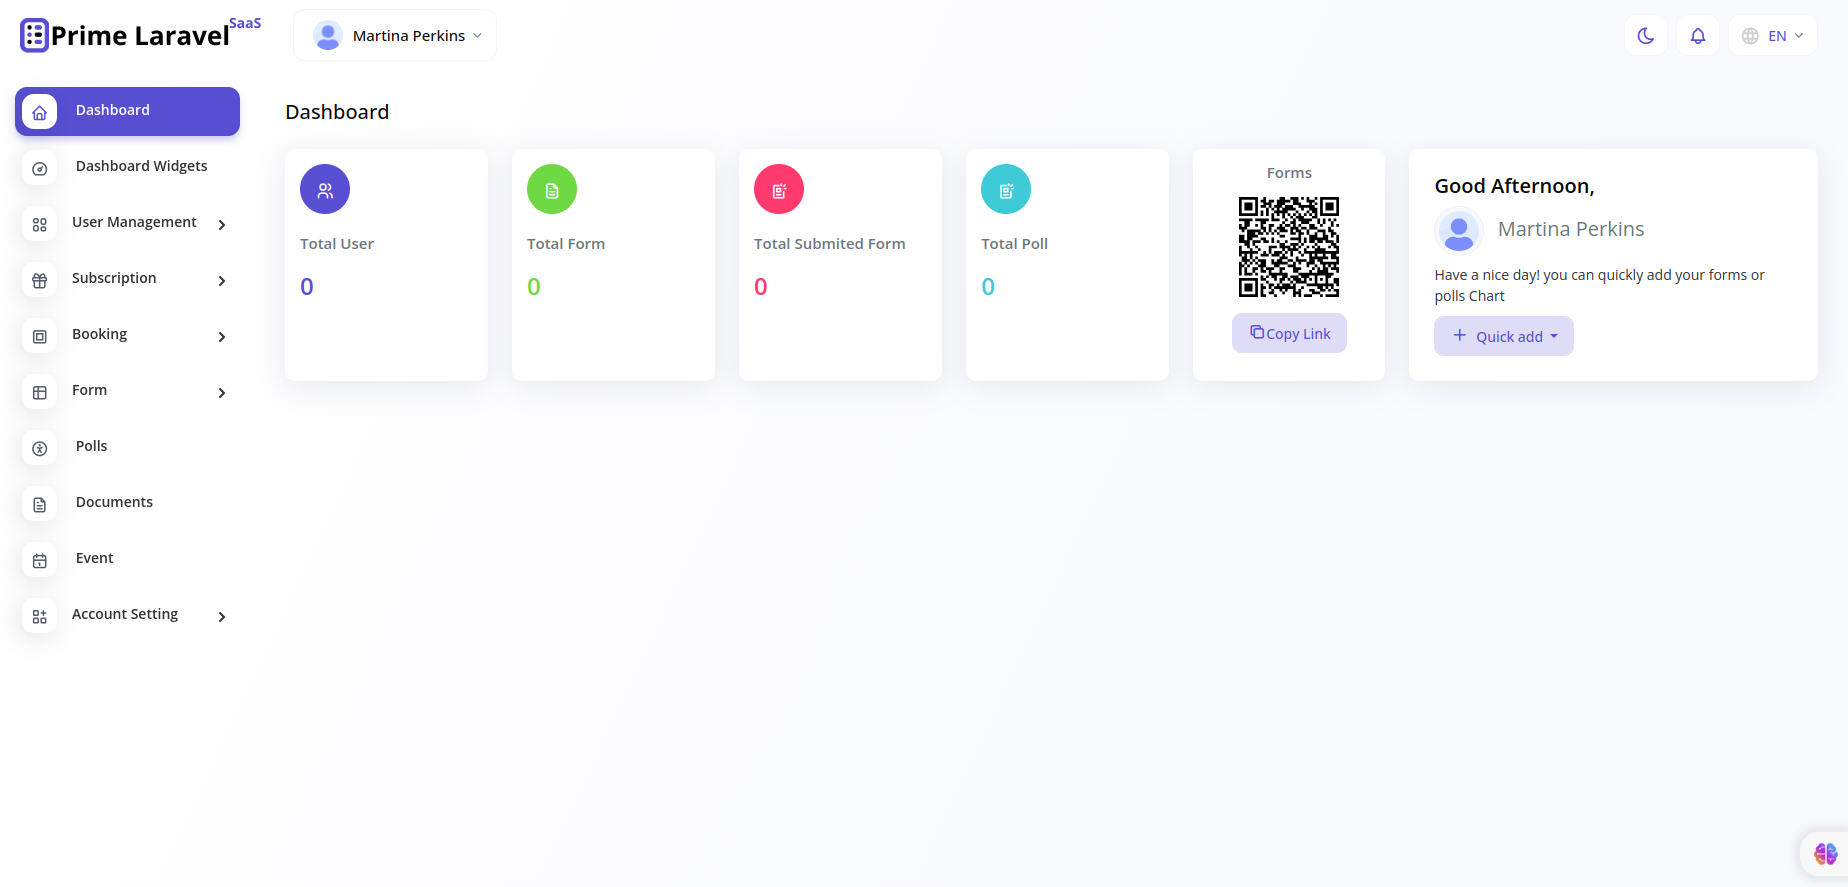 Prime Laravel SaaS
Martina Perkins
EN
Dashboard
Dashboard Widgets
User Management
Subscription
Booking
Form
Polls
Documents
Event
Account Setting
Dashboard
Total User
0
Total Form
0
Total Submited Form
0
Total Poll
0
Forms
Copy Link
Good Afternoon,
Martina Perkins
Have a nice day! you can quickly add your forms or
polls Chart
Quick add